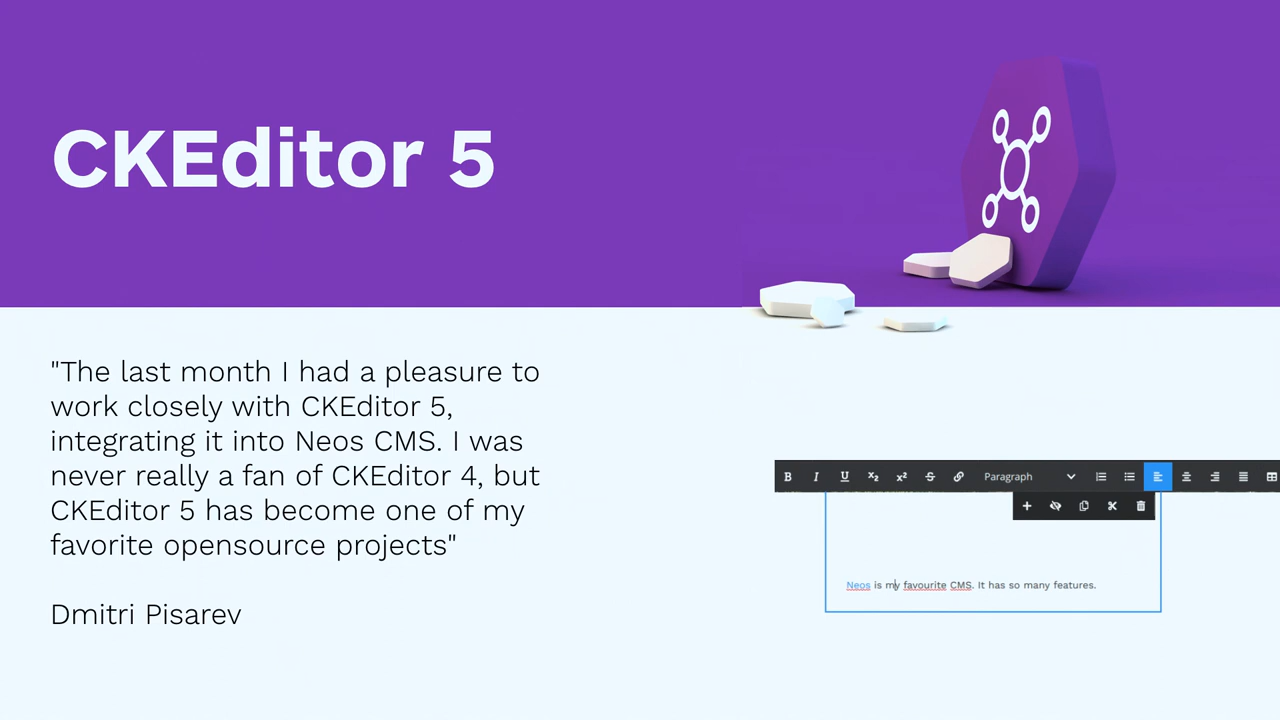 CKEditor 5
"The last month I had a pleasure to
work closely with CKEditor 5,
integrating it into Neos CMS. I was
never really a fan of CKEditor 4, but
CKEditor 5 has become one of my
favorite opensource projects"
Dmitri Pisarev
B I U X₂ X² S Paragraph
Neos is my favourite CMS. It has so many features.